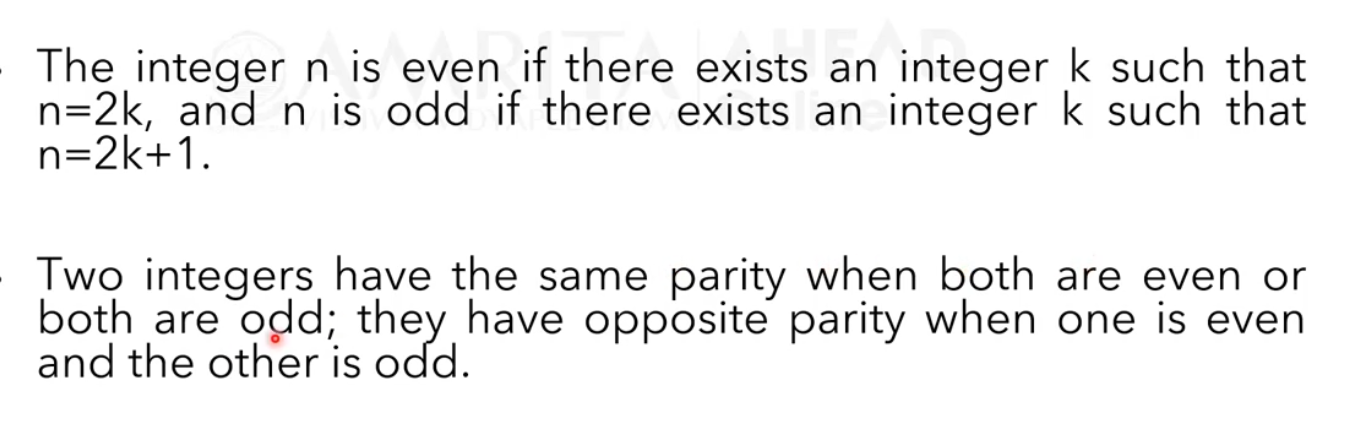 The integer n is even if there exists an integer k such that
n=2k, and n is odd if there exists an integer k such that
n=2k+1.
Two integers have the same parity when both are even or
both are odd; they have opposite parity when one is even
and the other is odd.